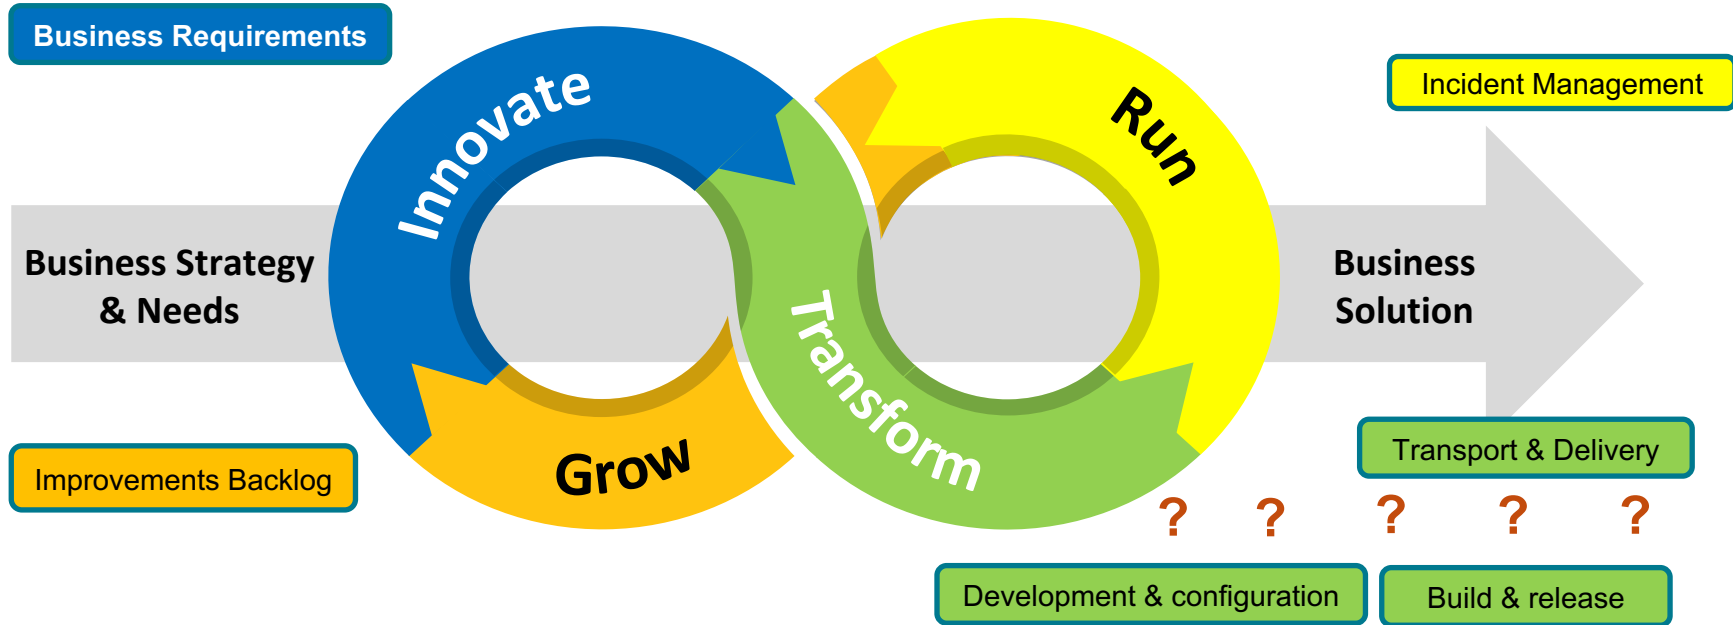 Business Requirements
Innovate
Run
Incident Management
Business Strategy
& Needs
Business
Solution
Transform
Grow
Improvements Backlog
Transport & Delivery
? ? ? ? ?
Development & configuration
Build & release